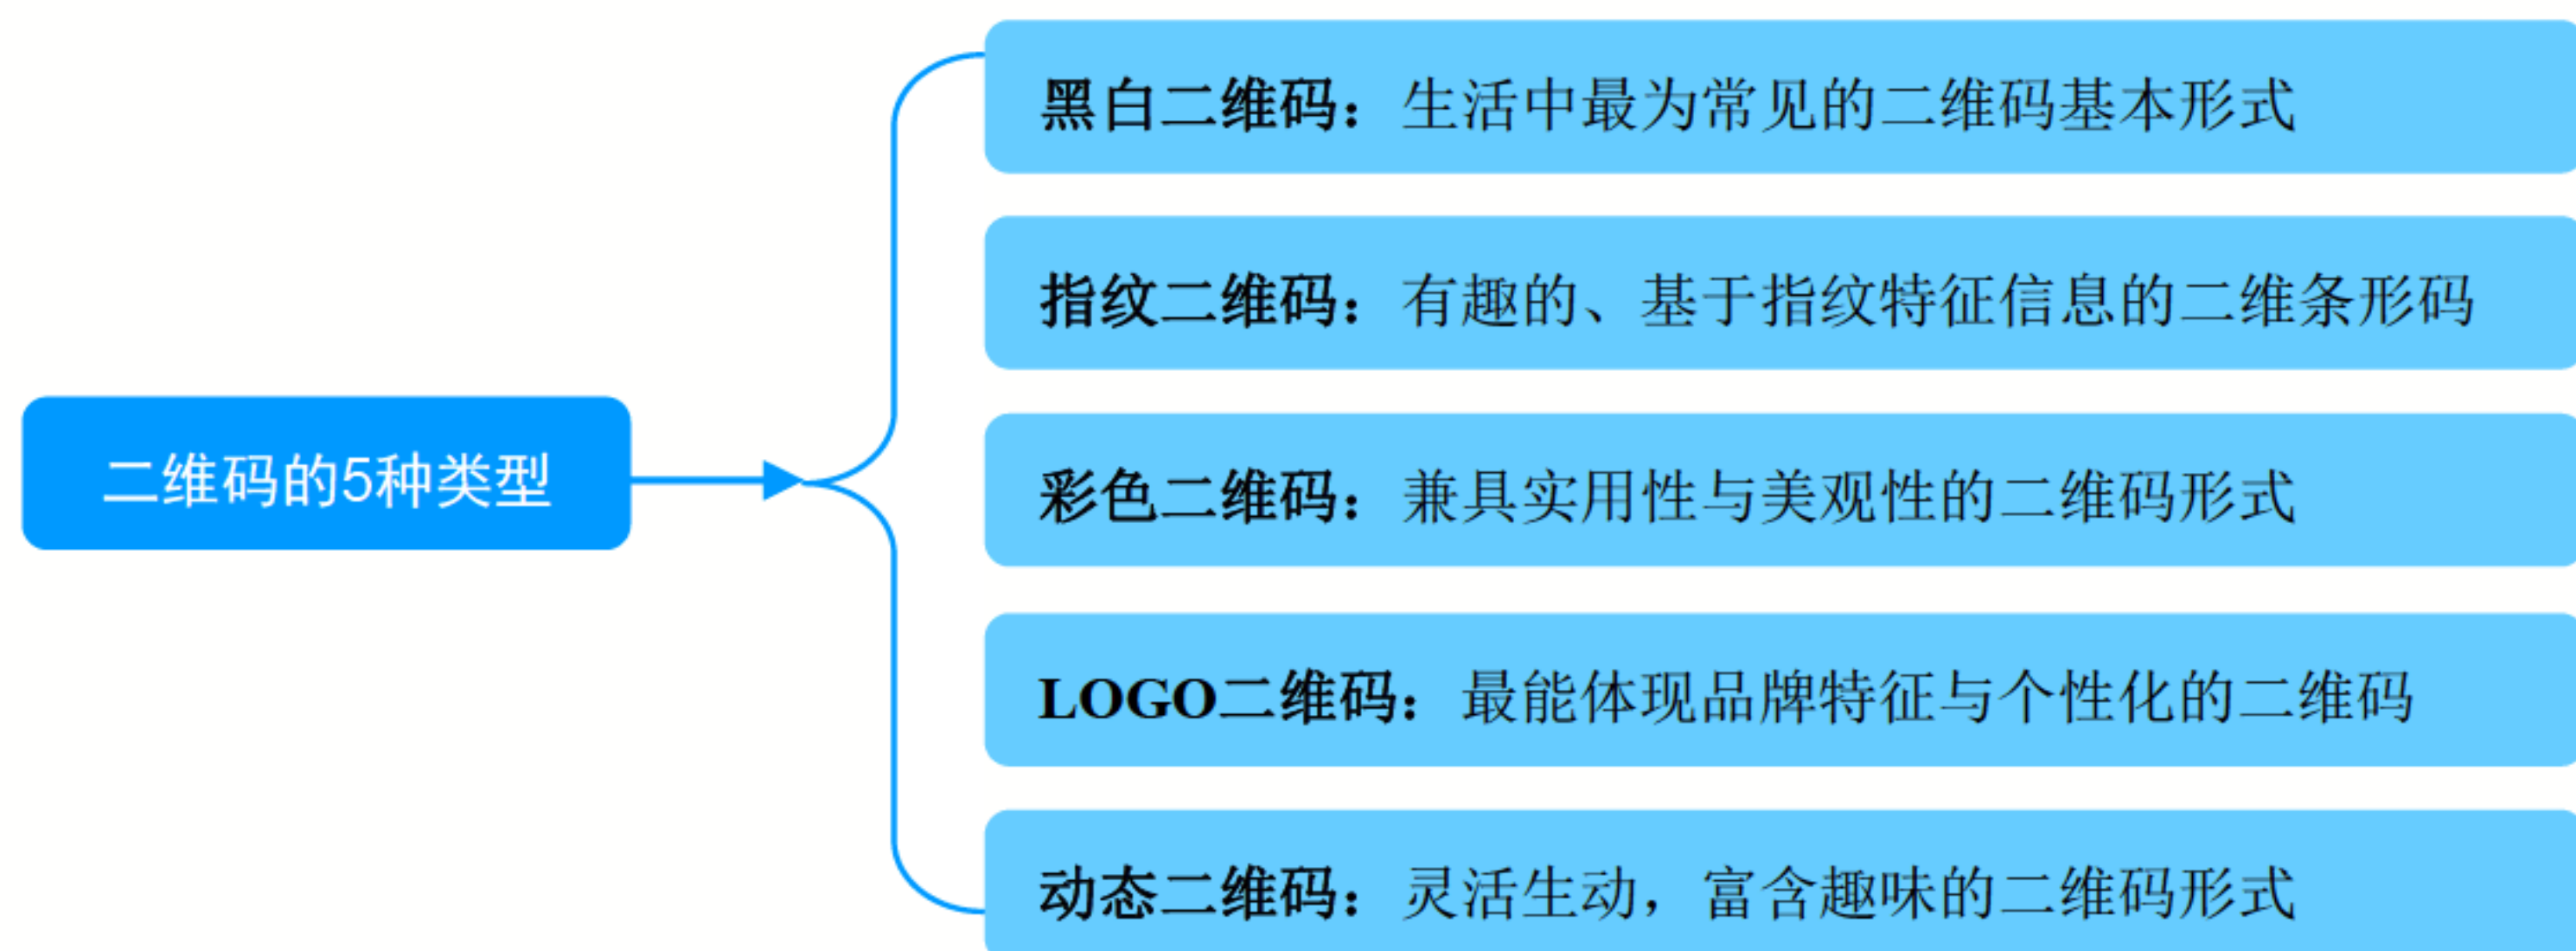 二维码的5种类型
黑白二维码：生活中最为常见的二维码基本形式
指纹二维码：有趣的、基于指纹特征信息的二维条形码
彩色二维码：兼具实用性与美观性的二维码形式
LOGO二维码：最能体现品牌特征与个性化的二维码
动态二维码：灵活生动，富含趣味的二维码形式